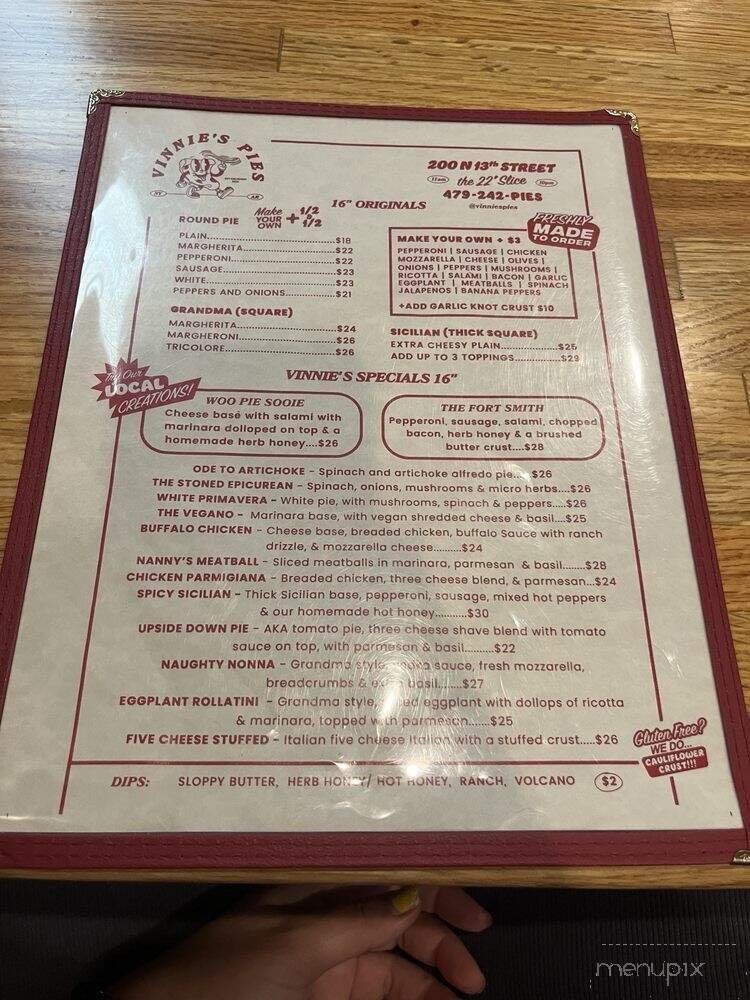 VINNIE'S PIES
NY
AR
200 N 13th STREET
11am the 22" Slice 10pm
479-242-PIES
@vinniespies
16" ORIGINALS
ROUND PIE
Make YOUR OWN + 1/2 & 1/2
PLAIN.....$18
MARGHERITA.....$22
PEPPERONI.....$22
SAUSAGE.....$23
WHITE.....$23
PEPPERS AND ONIONS.....$21
FRESHLY
MADE
TO ORDER
MAKE YOUR OWN + $3
PEPPERONI | SAUSAGE | CHICKEN
MOZZARELLA | CHEESE | OLIVES |
ONIONS | PEPPERS | MUSHROOMS |
RICOTTA | SALAMI | BACON | GARLIC
EGGPLANT | MEATBALLS | SPINACH
JALAPENOS | BANANA PEPPERS
+ADD GARLIC KNOT CRUST $10
GRANDMA (SQUARE)
MARGHERITA.....$24
MARGHERONI.....$26
TRICOLORE.....$26
SICILIAN (THICK SQUARE)
EXTRA CHEESY PLAIN.....$25
ADD UP TO 3 TOPPINGS.....$29
VINNIE'S SPECIALS 16"
Try Our
LOCAL
CREATIONS!
WOO PIE SOOIE
Cheese base with salami with
marinara dolloped on top & a
homemade herb honey....$26
THE FORT SMITH
Pepperoni, sausage, salami, chopped
bacon, herb honey & a brushed
butter crust....$28
ODE TO ARTICHOKE - Spinach and artichoke alfredo pie....$26
THE STONED EPICUREAN - Spinach, onions, mushrooms & micro herbs....$26
WHITE PRIMAVERA - White pie, with mushrooms, spinach & peppers....$26
THE VEGANO - Marinara base, with vegan shredded cheese & basil....$25
BUFFALO CHICKEN - Cheese base, breaded chicken, buffalo Sauce with ranch
drizzle, & mozzarella cheese..........$24
NANNY'S MEATBALL - Sliced meatballs in marinara, parmesan & basil.......$28
CHICKEN PARMIGIANA - Breaded chicken, three cheese blend, & parmesan...$24
SPICY SICILIAN - Thick Sicilian base, pepperoni, sausage, mixed hot peppers
& our homemade hot honey..........$30
UPSIDE DOWN PIE - AKA tomato pie, three cheese shave blend with tomato
sauce on top, with parmesan & basil.........$22
NAUGHTY NONNA - Grandma style, sauce, fresh mozzarella,
breadcrumbs & basil.......$27
EGGPLANT ROLLATINI - Grandma style, eggplant with dollops of ricotta
& marinara, topped with parmesan.......$25
FIVE CHEESE STUFFED - Italian five cheese Italian with a stuffed crust.....$26
Gluten Free?
WE DO...
CAULIFLOWER
CRUST!!!
DIPS: SLOPPY BUTTER, HERB HONEY/ HOT HONEY, RANCH, VOLCANO $2
menupix